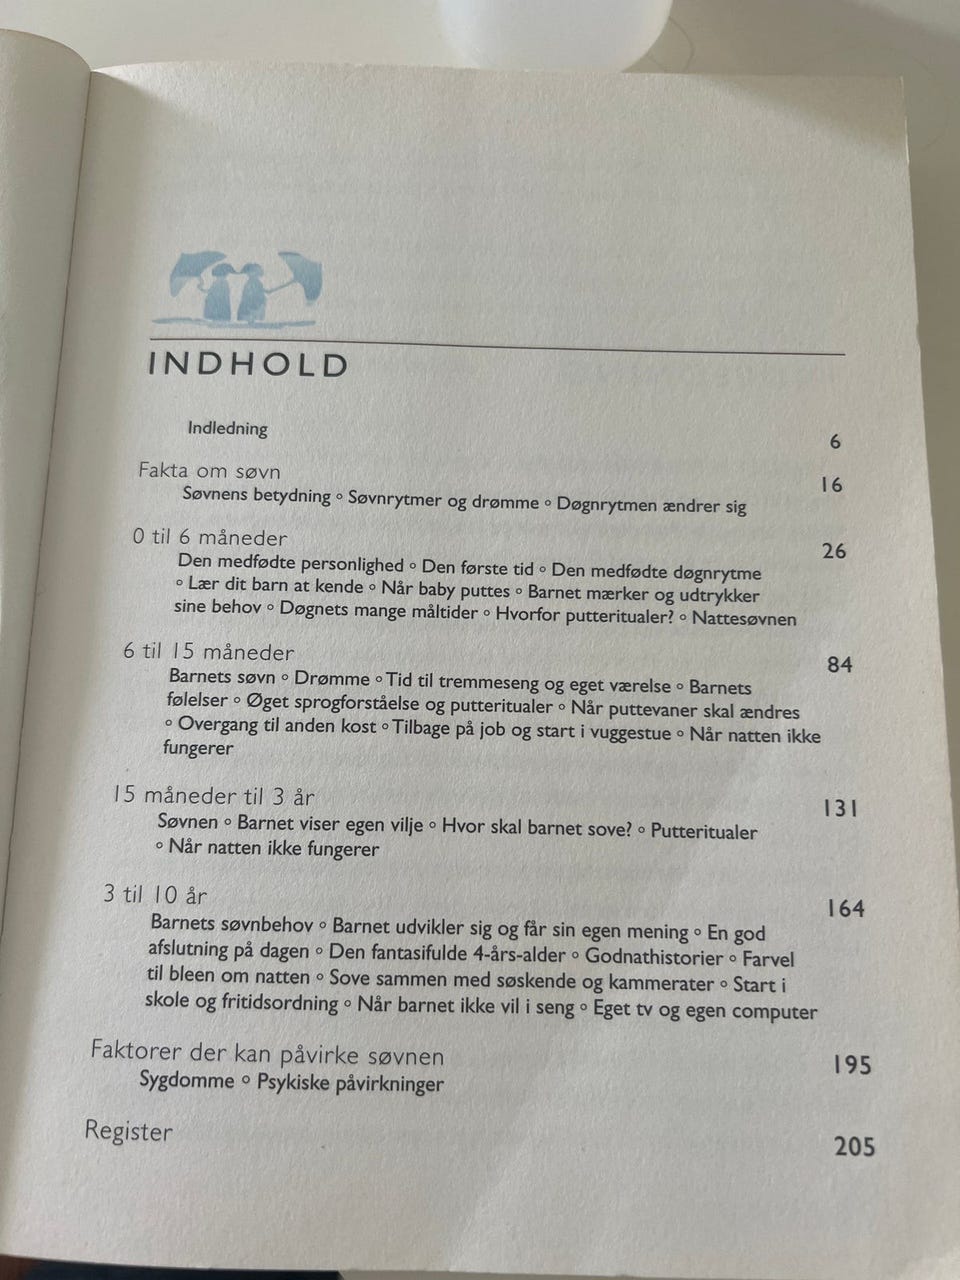 INDHOLD
Indledning 6
Fakta om søvn 16
Søvnens betydning ° Søvnrytmer og drømme ° Døgnrytmen ændrer sig
0 til 6 måneder 26
Den medfødte personlighed ° Den første tid ° Den medfødte døgnrytme
° Lær dit barn at kende ° Når baby puttes ° Barnet mærker og udtrykker
sine behov ° Døgnets mange måltider ° Hvorfor putteritualer? ° Nattesøvnen
6 til 15 måneder 84
Barnets søvn ° Drømme ° Tid til tremmeseng og eget værelse ° Barnets
følelser ° Øget sprogforståelse og putteritualer ° Når puttevaner skal ændres
° Overgang til anden kost ° Tilbage på job og start i vuggestue ° Når natten ikke
fungerer
15 måneder til 3 år 131
Søvnen ° Barnet viser egen vilje ° Hvor skal barnet sove? ° Putteritualer
° Når natten ikke fungerer
3 til 10 år 164
Barnets søvnbehov ° Barnet udvikler sig og får sin egen mening ° En god
afslutning på dagen ° Den fantasifulde 4-års-alder ° Godnathistorier ° Farvel
til bleen om natten ° Sove sammen med søskende og kammerater ° Start i
skole og fritidsordning ° Når barnet ikke vil i seng ° Eget tv og egen computer
Faktorer der kan påvirke søvnen 195
Sygdomme ° Psykiske påvirkninger
Register 205